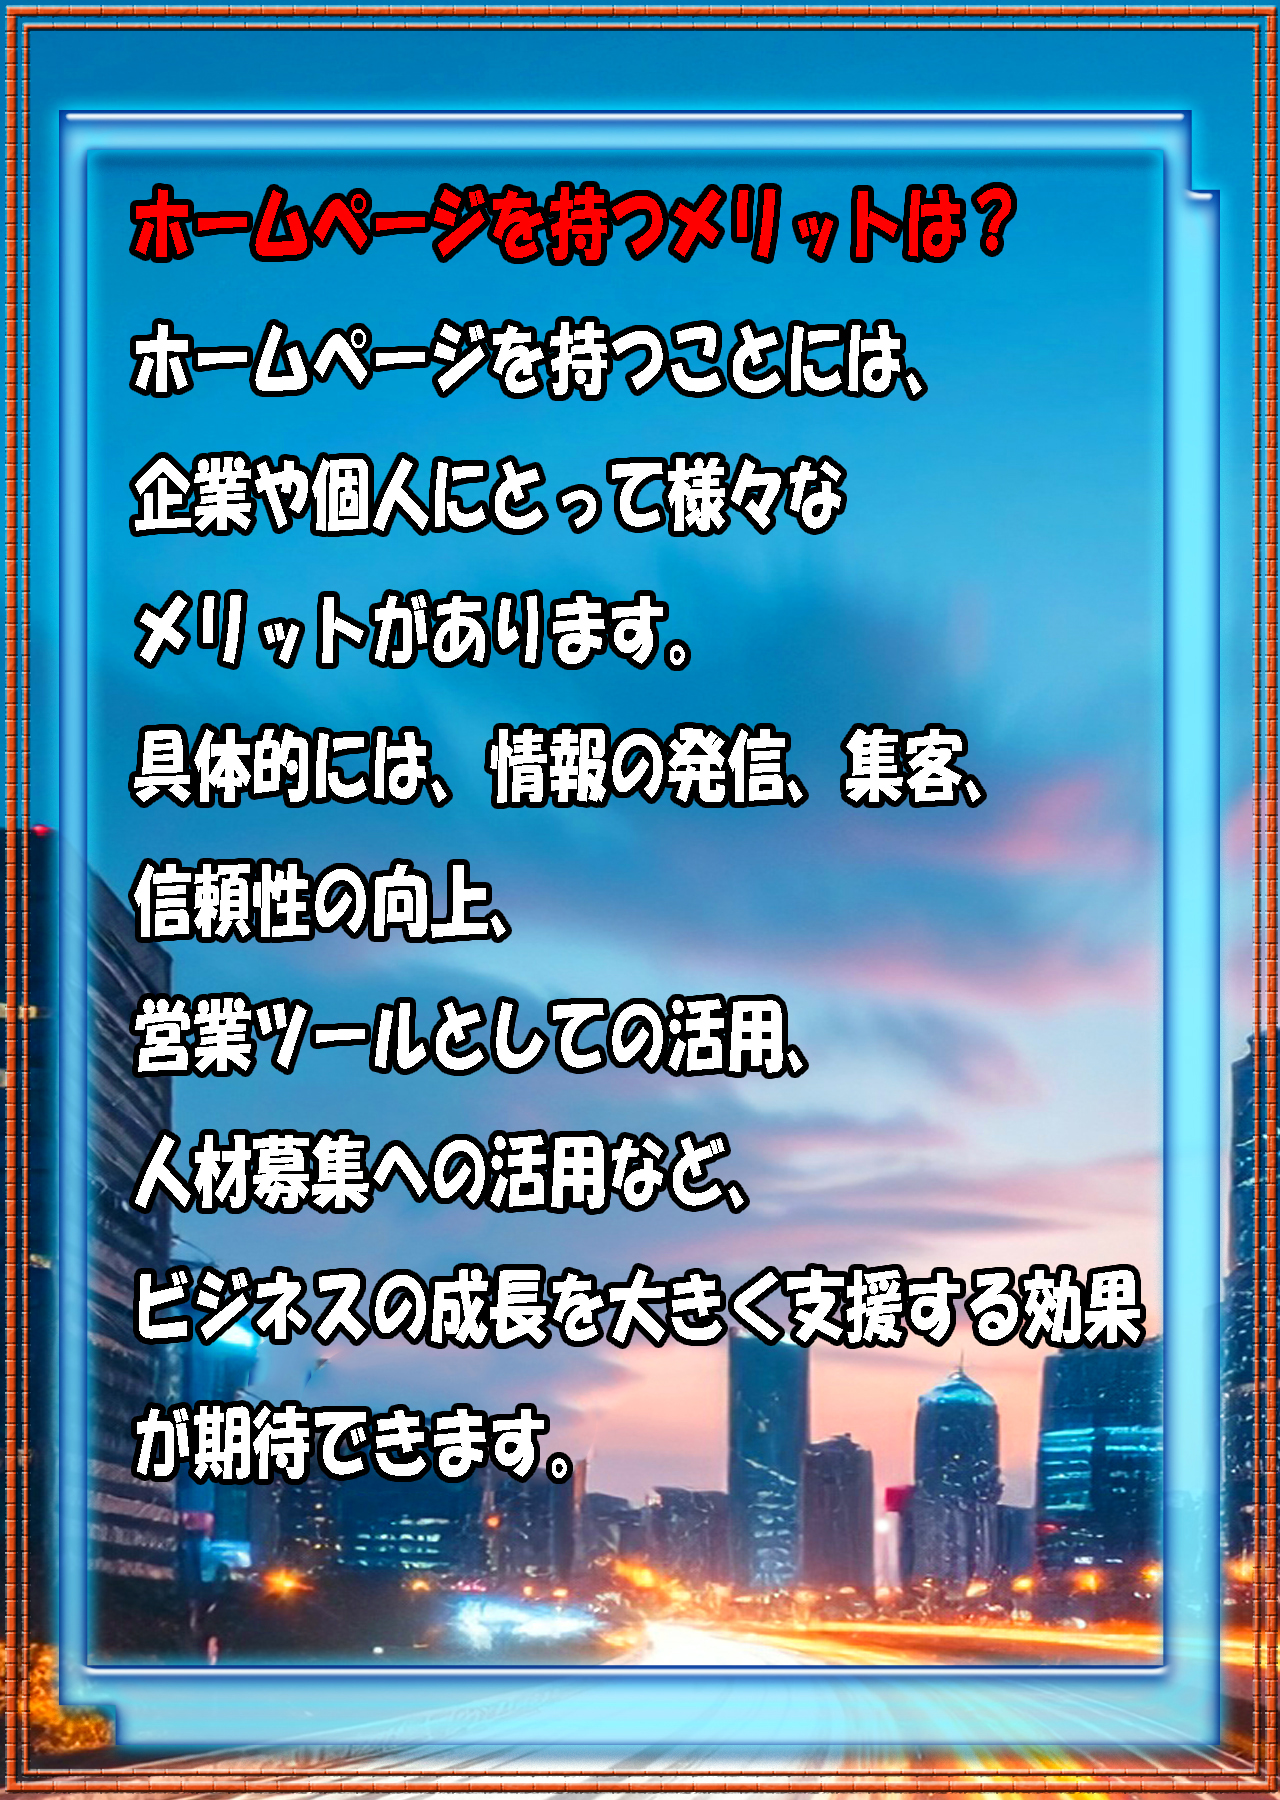 ホームページを持つメリットは？
ホームページを持つことには、
企業や個人にとって様々な
メリットがあります。
具体的には、情報の発信、集客、
信頼性の向上、
営業ツールとしての活用、
人材募集への活用など、
ビジネスの成長を大きく支援する効果
が期待できます。